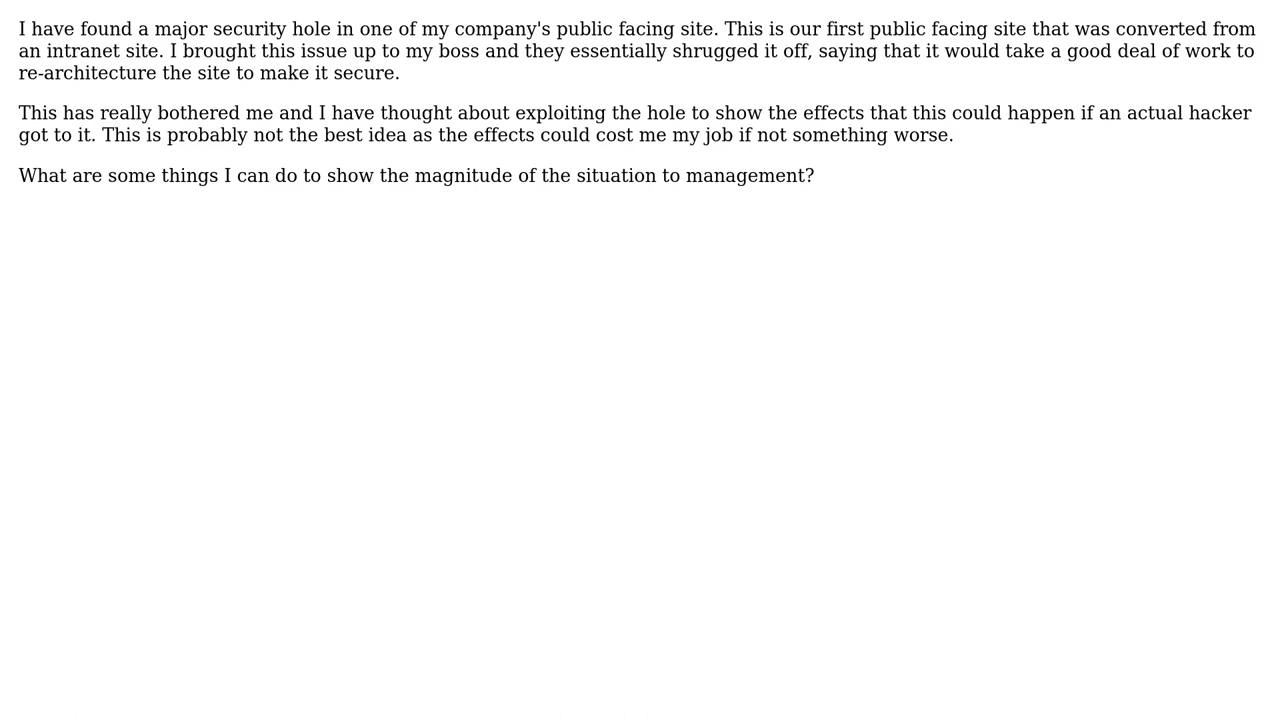 I have found a major security hole in one of my company's public facing site. This is our first public facing site that was converted from
an intranet site. I brought this issue up to my boss and they essentially shrugged it off, saying that it would take a good deal of work to
re-architecture the site to make it secure.
This has really bothered me and I have thought about exploiting the hole to show the effects that this could happen if an actual hacker
got to it. This is probably not the best idea as the effects could cost me my job if not something worse.
What are some things I can do to show the magnitude of the situation to management?